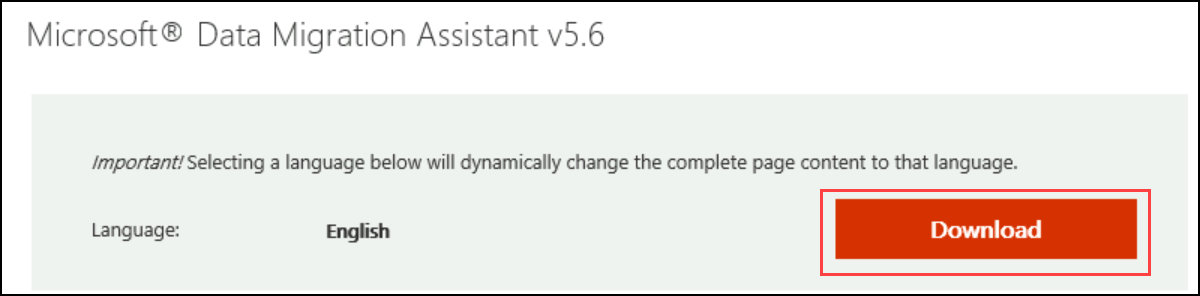 Microsoft® Data Migration Assistant v5.6
Important! Selecting a language below will dynamically change the complete page content to that language.
Language: English Download